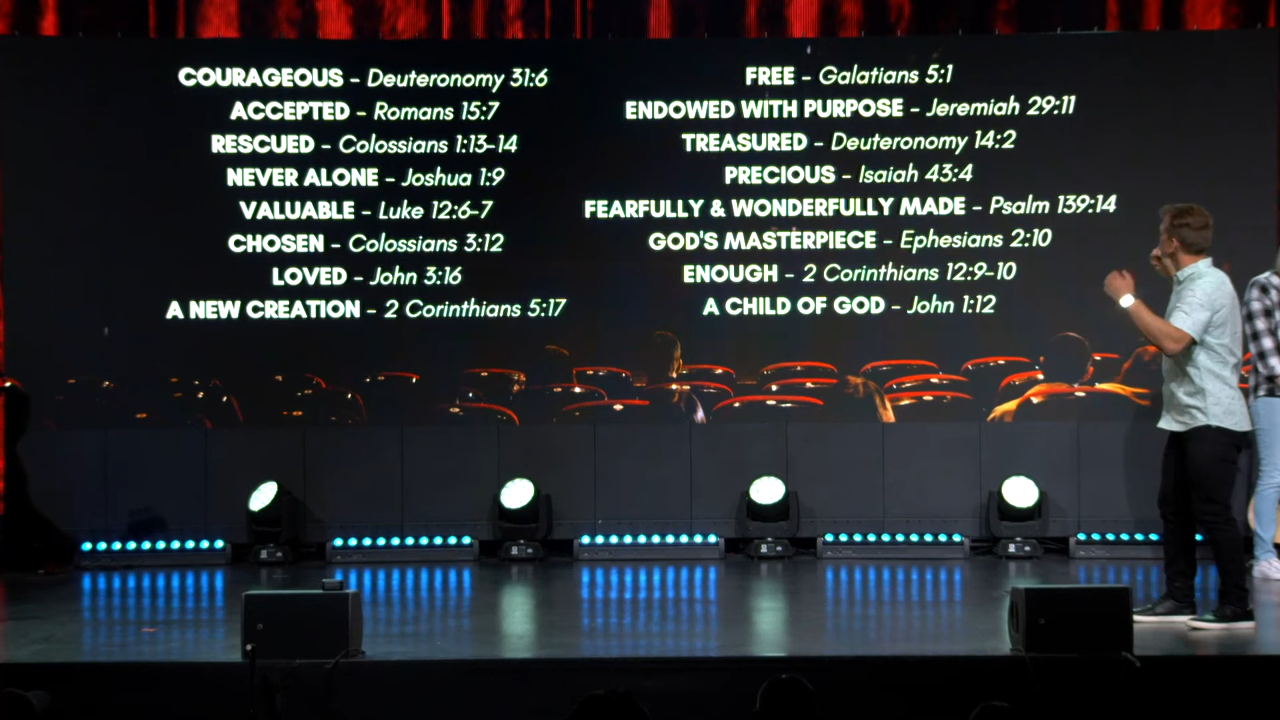 COURAGEOUS - Deuteronomy 31:6
ACCEPTED - Romans 15:7
RESCUED - Colossians 1:13-14
NEVER ALONE - Joshua 1:9
VALUABLE - Luke 12:6-7
CHOSEN - Colossians 3:12
LOVED - John 3:16
A NEW CREATION - 2 Corinthians 5:17
FREE - Galatians 5:1
ENDOWED WITH PURPOSE - Jeremiah 29:11
TREASURED - Deuteronomy 14:2
PRECIOUS - Isaiah 43:4
FEARFULLY & WONDERFULLY MADE - Psalm 139:14
GOD'S MASTERPIECE - Ephesians 2:10
ENOUGH - 2 Corinthians 12:9-10
A CHILD OF GOD - John 1:12